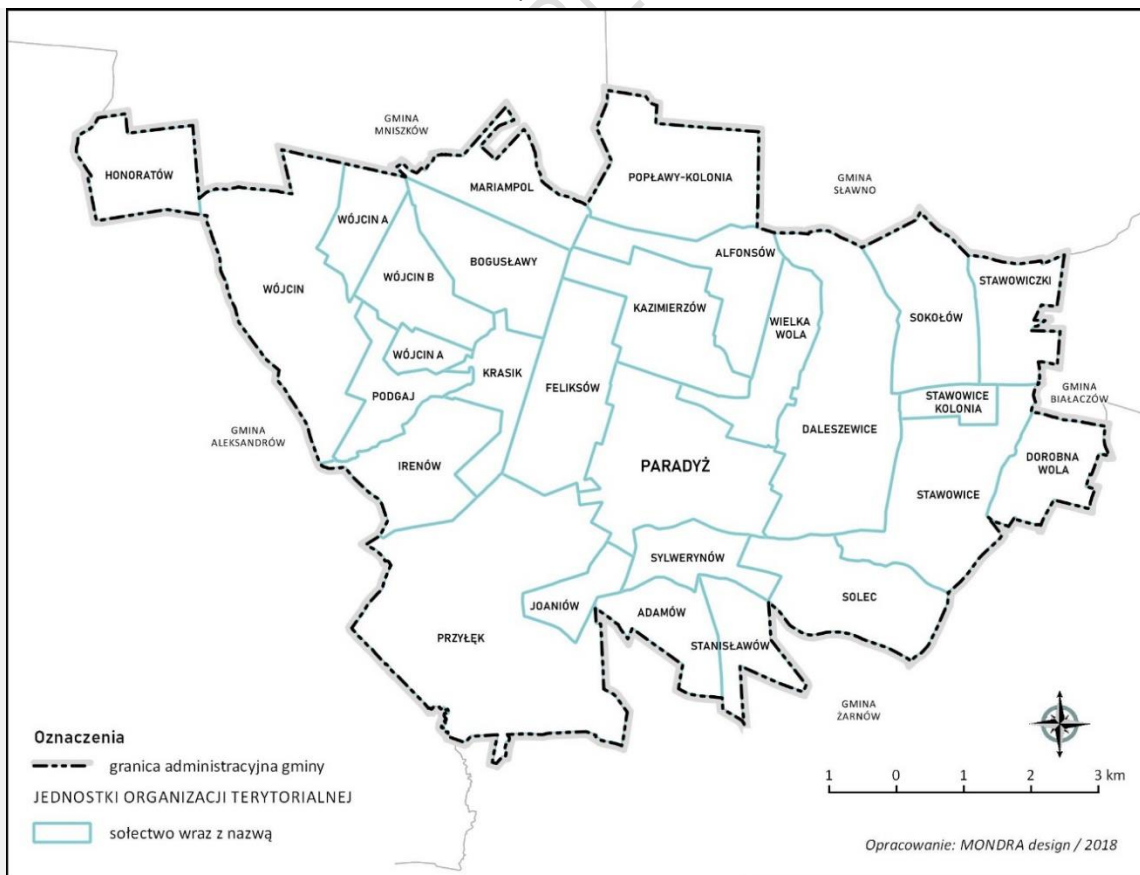 GMINA
MNISZKÓW
HONORATÓW
MARIAMPOL
POPŁAWY-KOLONIA
GMINA
SŁAWNO
WÓJCIN A
ALFONSÓW
BOGUSŁAWY
STAWOWICZKI
WÓJCIN
WÓJCIN B
KAZIMIERZÓW
SOKOŁÓW
WIELKA
WOLA
WÓJCIN A
KRASIK
FELIKSÓW
PODGAJ
STAWOWICE
KOLONIA
GMINA
BIAŁACZÓW
GMINA
ALEKSANDRÓW
DALESZEWICE
IRENÓW
PARADYŻ
DOROBNA
WOLA
STAWOWICE
SYLWERYNÓW
SOLEC
JOANIÓW
ADAMÓW
PRZYŁĘK
STANISŁAWÓW
GMINA
ŻARNÓW
Oznaczenia
granica administracyjna gminy
JEDNOSTKI ORGANIZACJI TERYTORIALNEJ
sołectwo wraz z nazwą
1 0 1 2 3 km
Opracowanie: MONDRA design / 2018